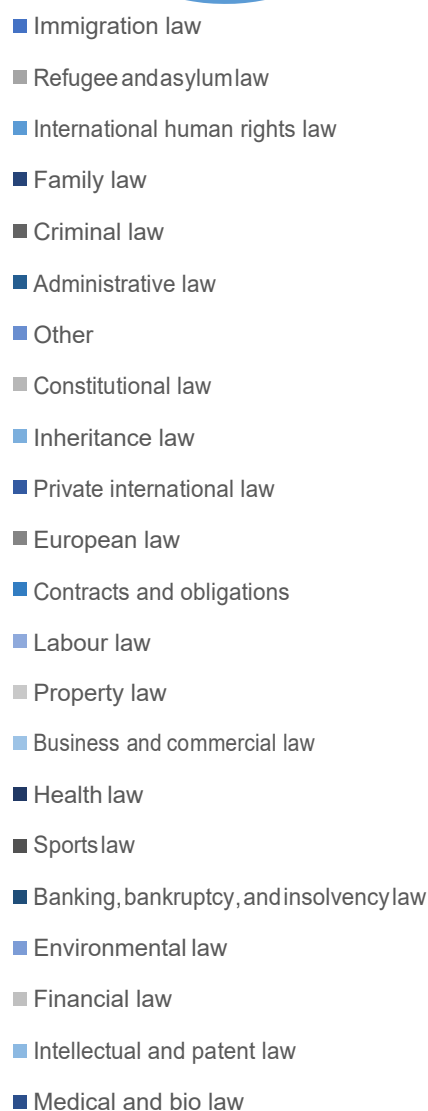 Immigration law
Refugee and asylum law
International human rights law
Family law
Criminal law
Administrative law
Other
Constitutional law
Inheritance law
Private international law
European law
Contracts and obligations
Labour law
Property law
Business and commercial law
Health law
Sports law
Banking, bankruptcy, and insolvency law
Environmental law
Financial law
Intellectual and patent law
Medical and bio law